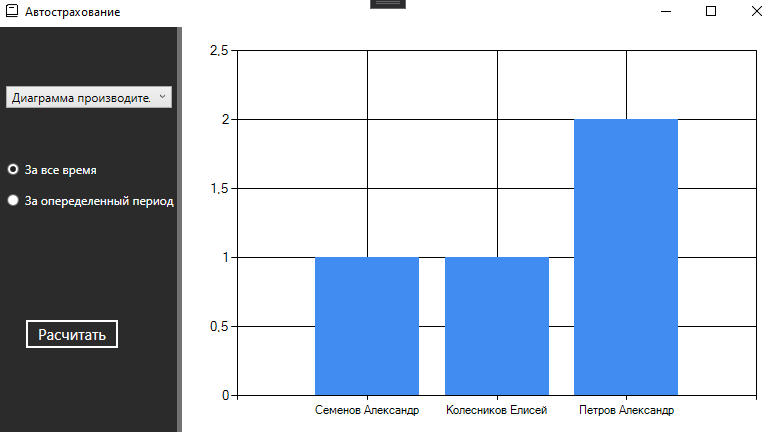 Автострахование
Диаграмма производите.
За все время
За опеределенный период
Расчитать
2,5
2
1,5
1
0,5
0
Семенов Александр
Колесников Елисей
Петров Александр